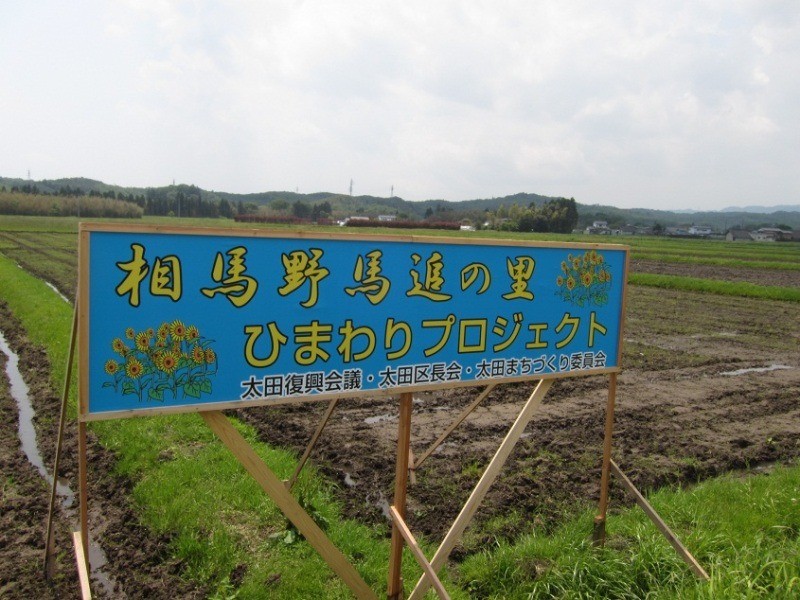 相馬野馬追の里
ひまわりプロジェクト
太田復興会議・太田区長会・太田まちづくり委員会